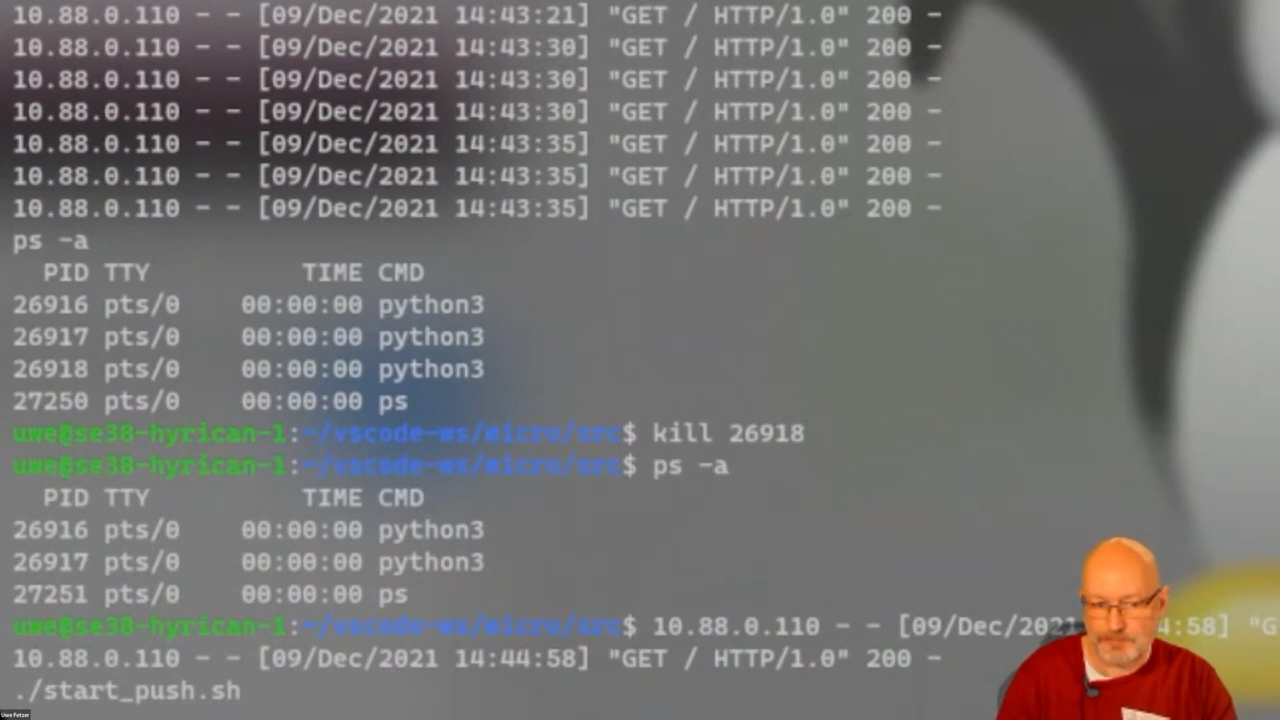 10.88.0.110 - - [09/Dec/2021 14:43:21] "GET / HTTP/1.0" 200 -
10.88.0.110 - - [09/Dec/2021 14:43:30] "GET / HTTP/1.0" 200 -
10.88.0.110 - - [09/Dec/2021 14:43:30] "GET / HTTP/1.0" 200 -
10.88.0.110 - - [09/Dec/2021 14:43:30] "GET / HTTP/1.0" 200 -
10.88.0.110 - - [09/Dec/2021 14:43:35] "GET / HTTP/1.0" 200 -
10.88.0.110 - - [09/Dec/2021 14:43:35] "GET / HTTP/1.0" 200 -
10.88.0.110 - - [09/Dec/2021 14:43:35] "GET / HTTP/1.0" 200 -
ps -a
PID TTY TIME CMD
26916 pts/0 00:00:00 python3
26917 pts/0 00:00:00 python3
26918 pts/0 00:00:00 python3
27250 pts/0 00:00:00 ps
uwe@se38-hyrican-1:~/vscode-ws/micro/src$ kill 26918
uwe@se38-hyrican-1:~/vscode-ws/micro/src$ ps -a
PID TTY TIME CMD
26916 pts/0 00:00:00 python3
26917 pts/0 00:00:00 python3
27251 pts/0 00:00:00 ps
uwe@se38-hyrican-1:~/vscode-ws/micro/src$ 10.88.0.110 - - [09/Dec/2021 4:58] "G
10.88.0.110 - - [09/Dec/2021 14:44:58] "GET / HTTP/1.0" 200 -
./start_push.sh
Uwe Fetzer